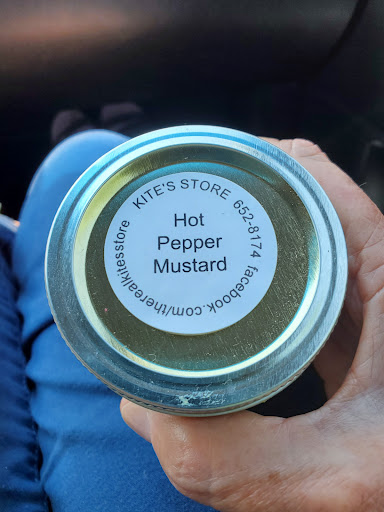 KITE'S STORE 652-8174
facebook.com/therealkitesstore
Hot
Pepper
Mustard